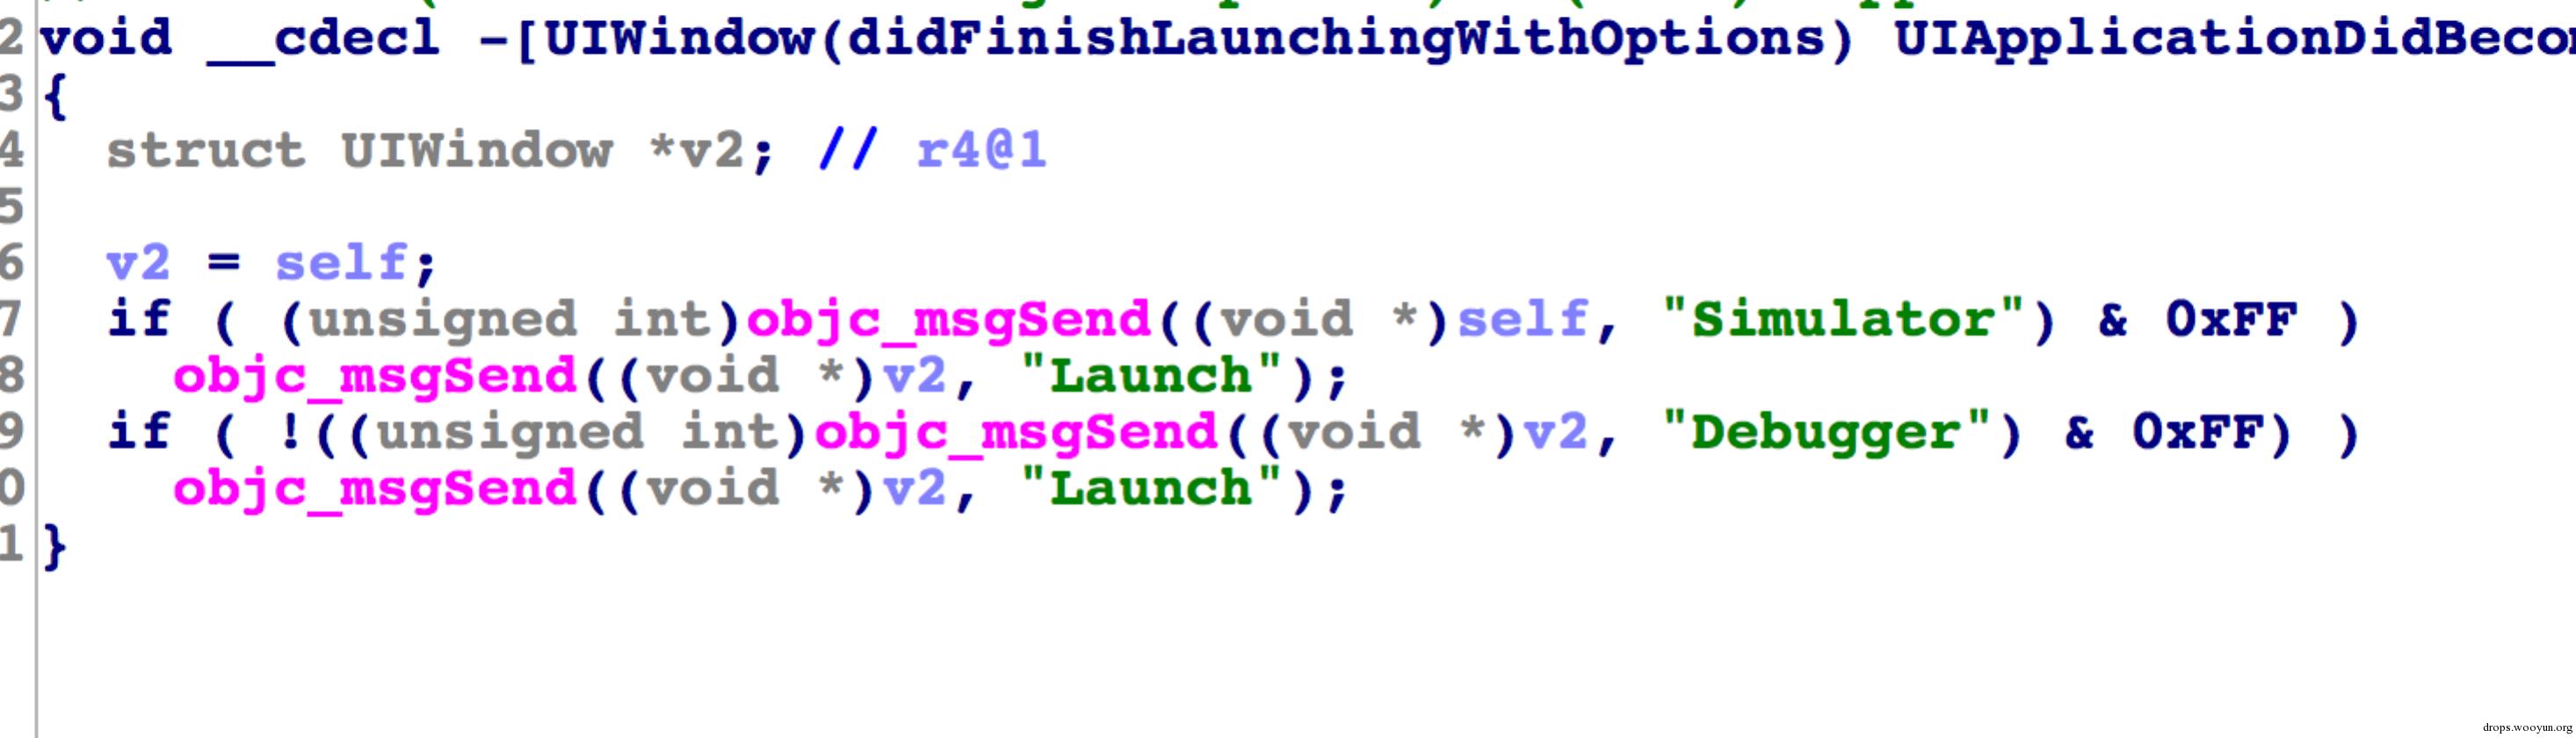 2 void __cdecl -[UIWindow(didFinishLaunchingWithOptions) UIApplicationDidBeco
3 {
4 struct UIWindow *v2; // r4@1
5
6 v2 = self;
7 if ( (unsigned int)objc_msgSend((void *)self, "Simulator") & 0xFF )
8 objc_msgSend((void *)v2, "Launch");
9 if ( !((unsigned int)objc_msgSend((void *)v2, "Debugger") & 0xFF) )
0 objc_msgSend((void *)v2, "Launch");
1 }
drops.wooyun.org